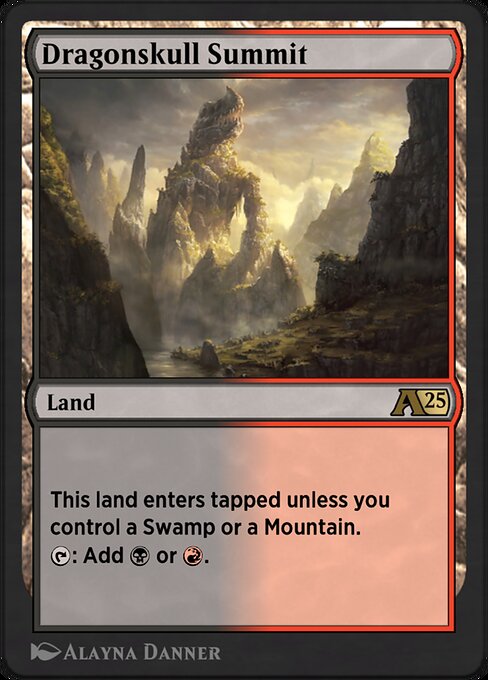 Dragonskull Summit
Land
A25
This land enters tapped unless you
control a Swamp or a Mountain.
: Add or .
Alayna Danner